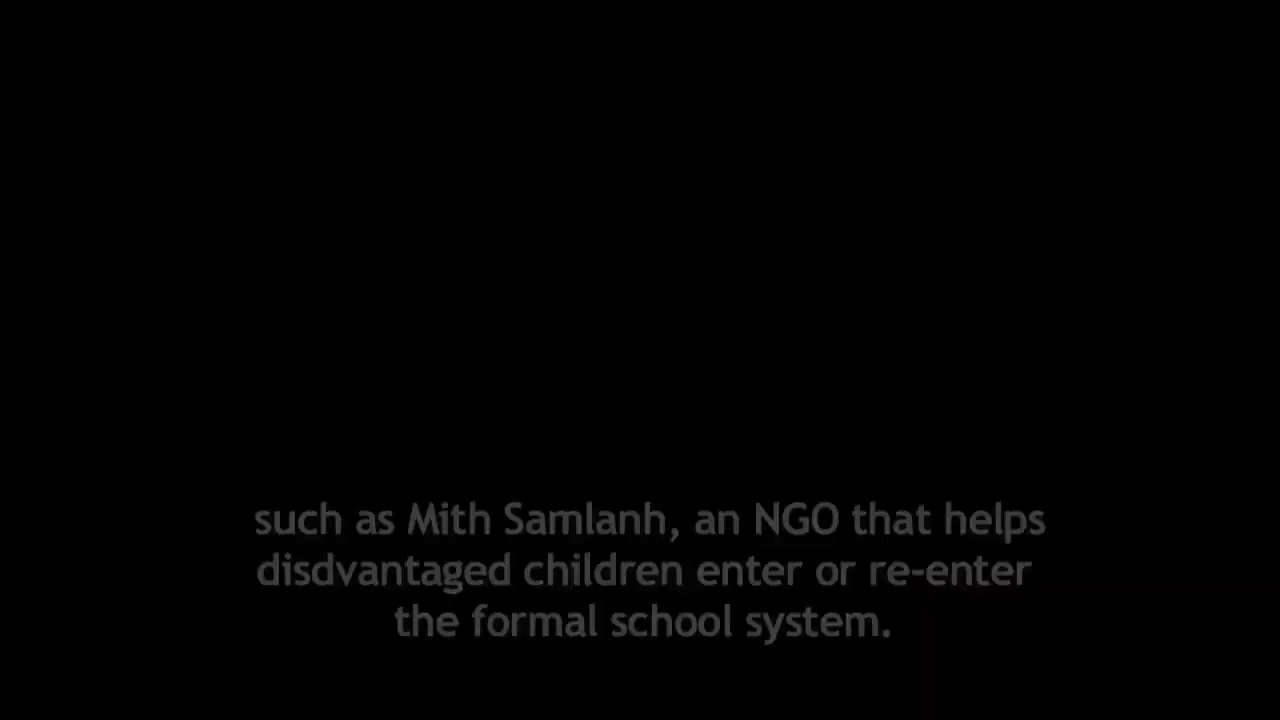 such as Mith Samlanh, an NGO that helps
disdvantaged children enter or re-enter
the formal school system.